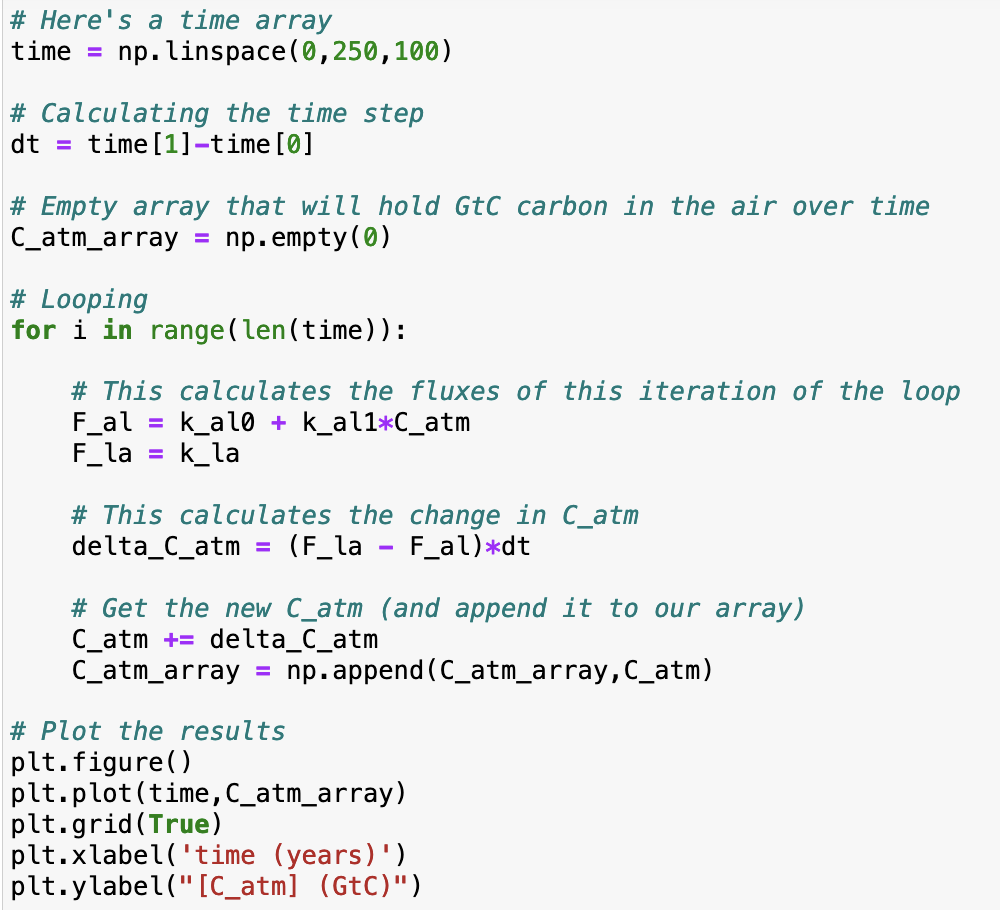 # Here's a time array
time = np.linspace(0,250,100)
# Calculating the time step
dt = time[1]-time[0]
# Empty array that will hold GtC carbon in the air over time
C_atm_array = np.empty(0)
# Looping
for i in range(len(time)):
    # This calculates the fluxes of this iteration of the loop
    F_al = k_al0 + k_al1*C_atm
    F_la = k_la
    # This calculates the change in C_atm
    delta_C_atm = (F_la - F_al)*dt
    # Get the new C_atm (and append it to our array)
    C_atm += delta_C_atm
    C_atm_array = np.append(C_atm_array,C_atm)
# Plot the results
plt.figure()
plt.plot(time,C_atm_array)
plt.grid(True)
plt.xlabel('time (years)')
plt.ylabel("[C_atm] (GtC)")